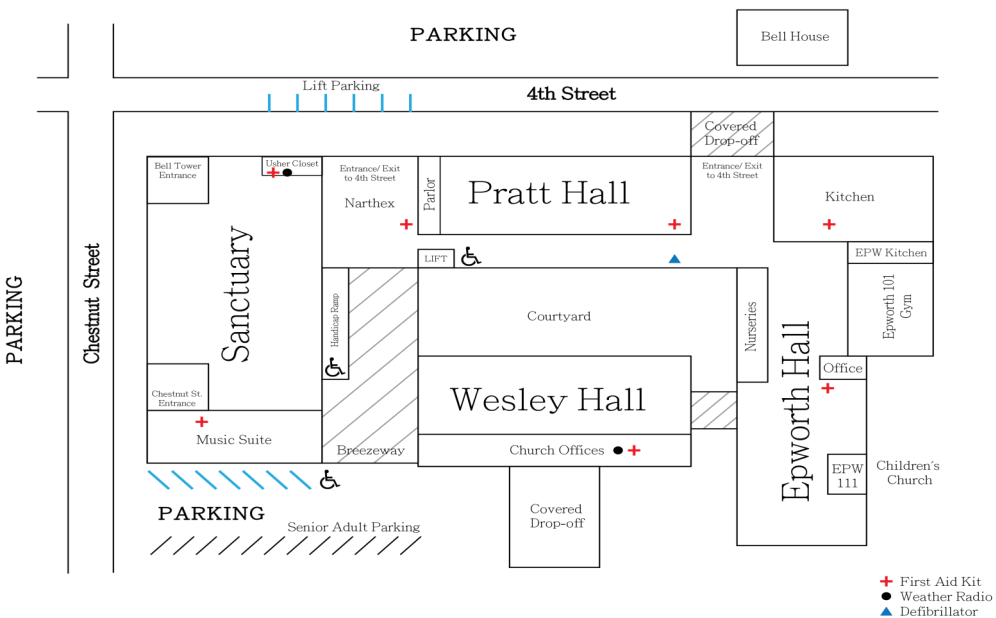 PARKING
Bell House
Lift Parking
4th Street
Covered
Drop-off
Bell Tower
Entrance
Usher Closet
Entrance/ Exit
to 4th Street
Narthex
Parlor
Pratt Hall
Entrance/ Exit
to 4th Street
Kitchen
LIFT
EPW Kitchen
Epworth 101
Gym
PARKING
Chestnut Street
Sanctuary
Handicap Ramp
Courtyard
Nurseries
Epworth Hall
Office
Chestnut St.
Entrance
Wesley Hall
Music Suite
Breezeway
Church Offices
EPW
111
Children's
Church
PARKING
Senior Adult Parking
Covered
Drop-off
First Aid Kit
Weather Radio
Defibrillator